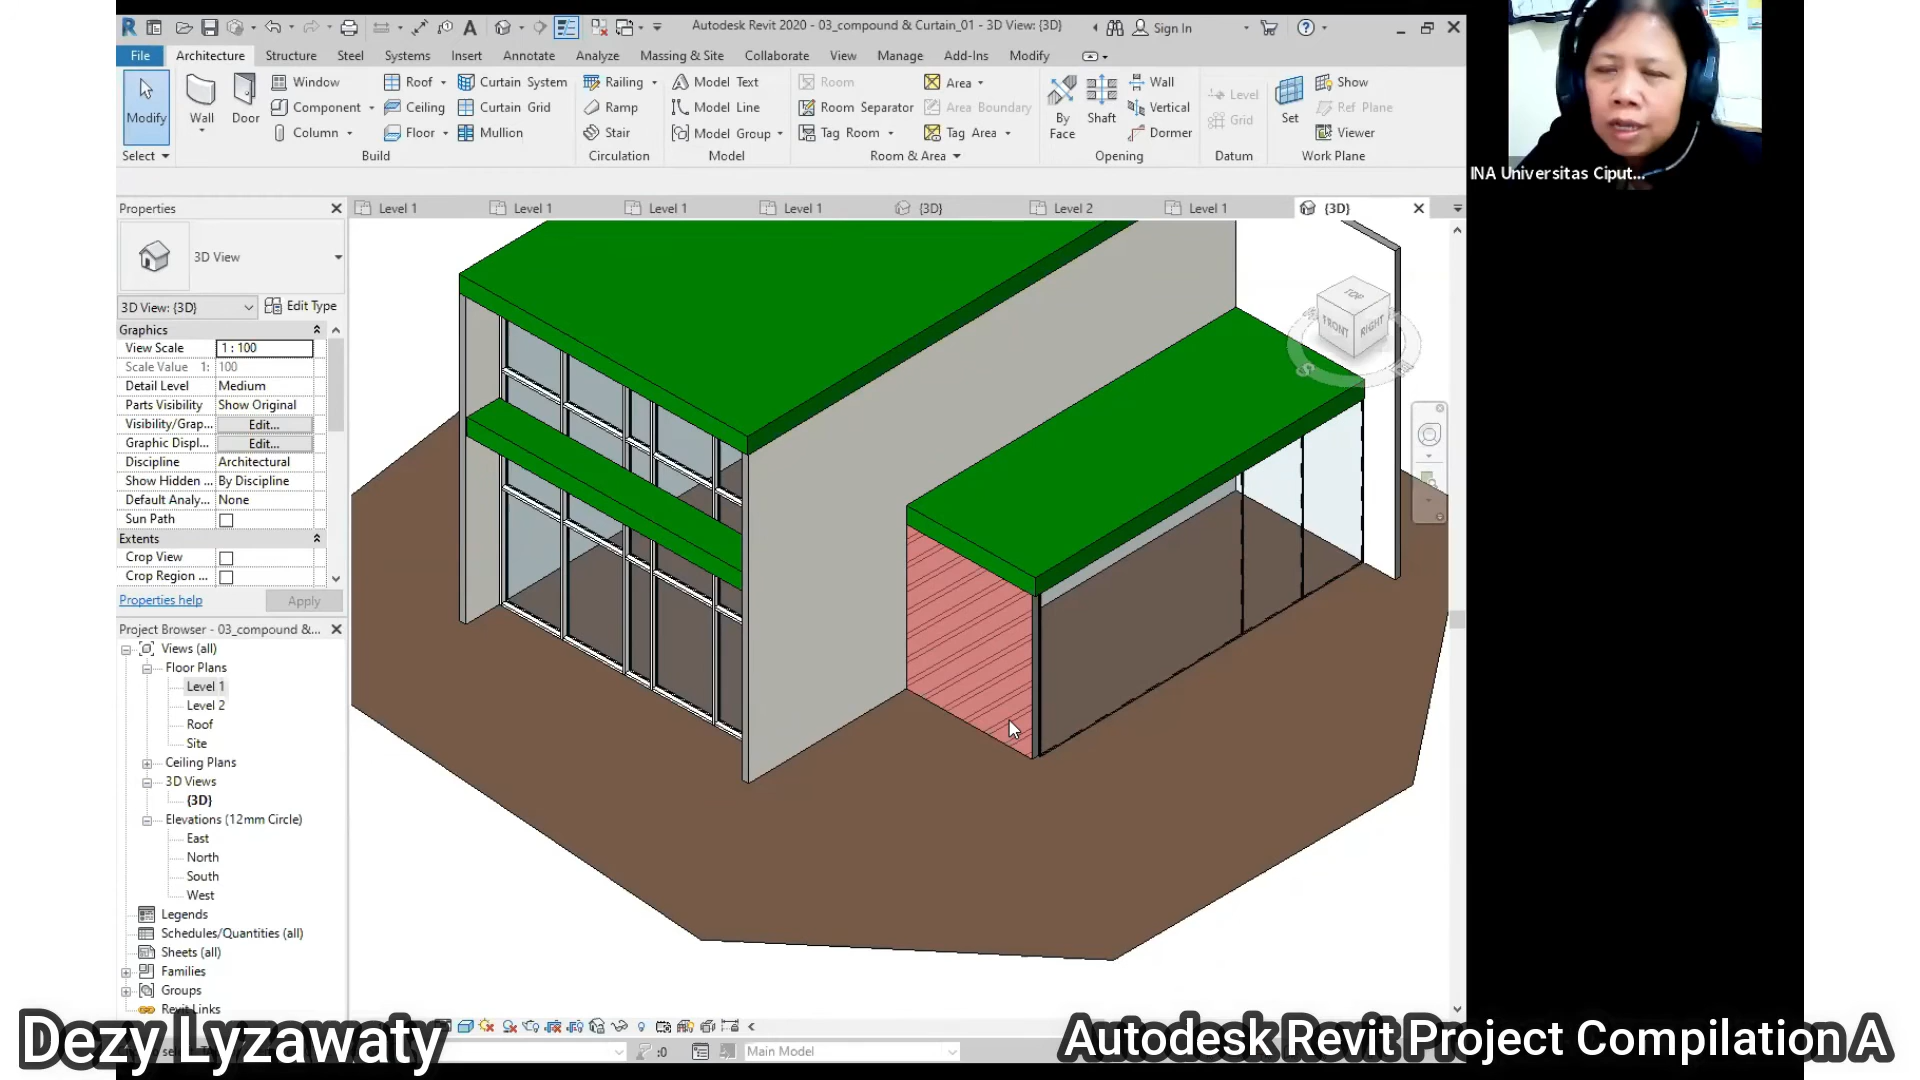 Autodesk Revit 2020 - 03_compound & Curtain_01 - 3D View: {3D}
Sign In
File Architecture Structure Steel Systems Insert Annotate Analyze Massing & Site Collaborate View Manage Add-Ins Modify
Modify
Wall
Door
Window
Component
Column
Roof
Ceiling
Floor
Curtain System
Curtain Grid
Mullion
Railing
Ramp
Stair
Model Text
Model Line
Model Group
Room
Room Separator
Tag Room
Area
Area Boundary
Tag Area
By
Face
Shaft
Wall
Vertical
Dormer
Level
Grid
Set
Show
Ref Plane
Viewer
Select Build Circulation Model Room & Area Opening Datum Work Plane
INA Universitas Ciput...
Properties
Level 1 Level 1 Level 1 Level 1 {3D} Level 2 Level 1 {3D}
3D View
3D View: {3D} Edit Type
Graphics
View Scale 1 : 100
Scale Value 1: 100
Detail Level Medium
Parts Visibility Show Original
Visibility/Grap... Edit...
Graphic Displ... Edit...
Discipline Architectural
Show Hidden ... By Discipline
Default Analy... None
Sun Path
Extents
Crop View
Crop Region ...
Properties help Apply
TOP
FRONT RIGHT
Project Browser - 03_compound &...
Views (all)
Floor Plans
Level 1
Level 2
Roof
Site
Ceiling Plans
3D Views
{3D}
Elevations (12mm Circle)
East
North
South
West
Legends
Schedules/Quantities (all)
Sheets (all)
Families
Groups
Revit Links
:0 Main Model
Dezy Lyzawaty
Autodesk Revit Project Compilation A